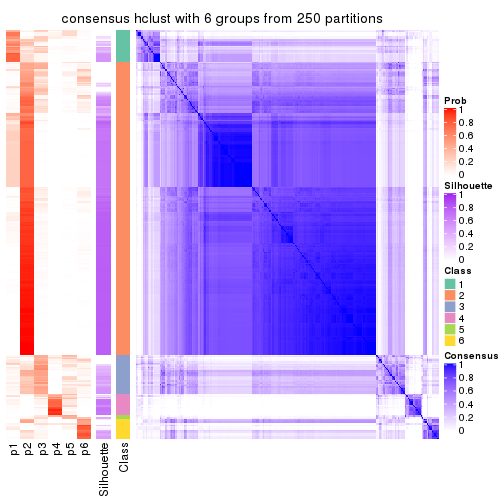 consensus hclust with 6 groups from 250 partitions
Prob
1
0.8
0.6
0.4
0.2
0
Silhouette
1
0.8
0.6
0.4
0.2
0
Class
1
2
3
4
5
6
Consensus
1
0.8
0.6
0.4
0.2
0
p1
p2
p3
p4
p5
p6
Silhouette
Class